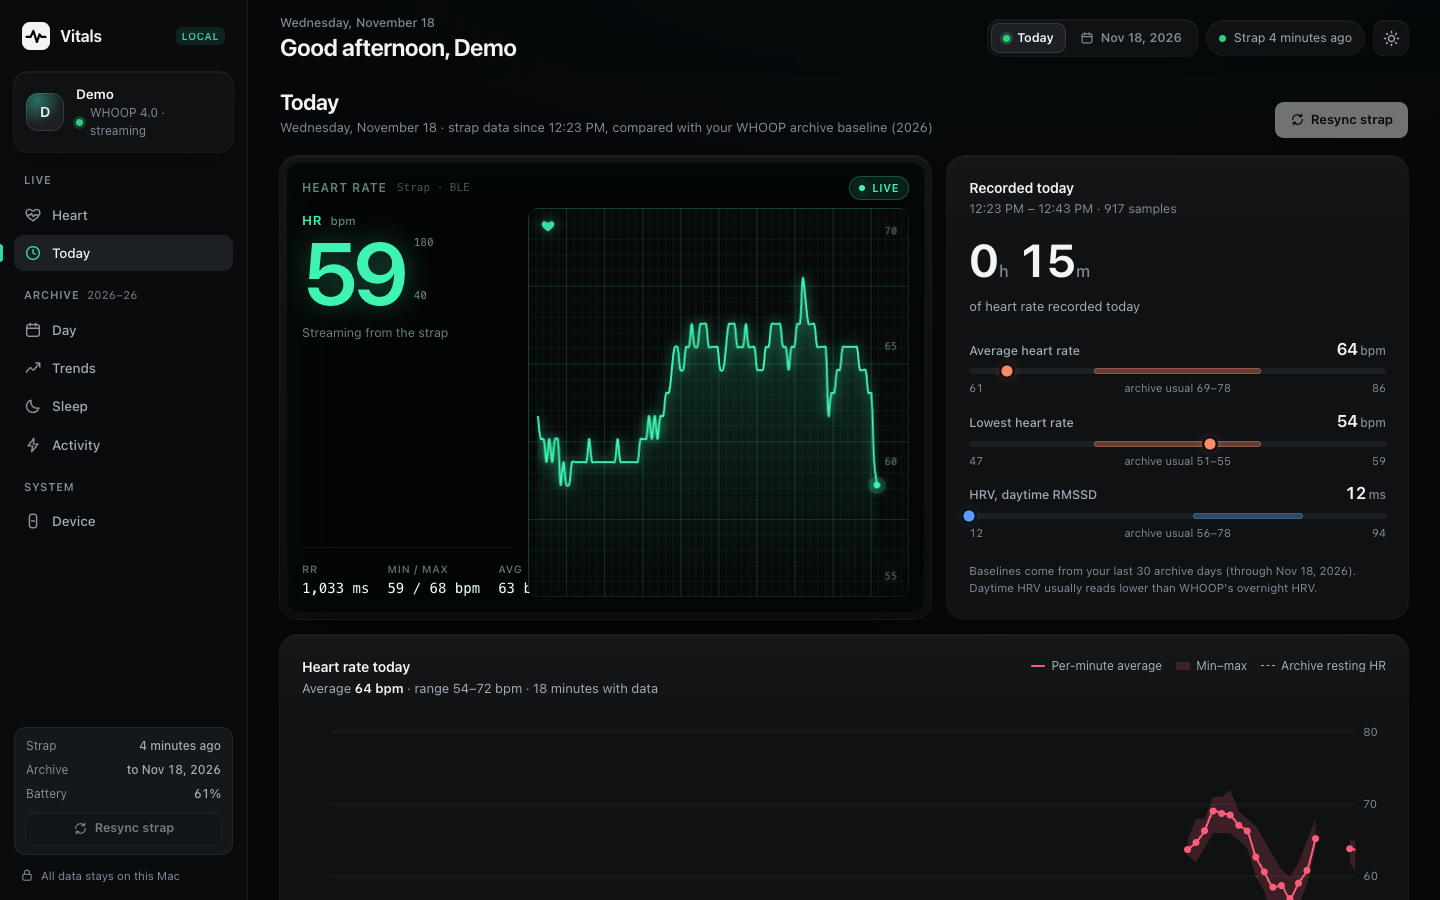 Vitals
LOCAL
D
Demo
WHOOP 4.0 ·
streaming
LIVE
Heart
Today
ARCHIVE 2026–26
Day
Trends
Sleep
Activity
SYSTEM
Device
Strap 4 minutes ago
Archive to Nov 18, 2026
Battery 61%
Resync strap
All data stays on this Mac
Wednesday, November 18
Good afternoon, Demo
Today
Nov 18, 2026
Strap 4 minutes ago
Today
Wednesday, November 18 · strap data since 12:23 PM, compared with your WHOOP archive baseline (2026)
Resync strap
HEART RATE Strap · BLE
LIVE
HR bpm
59
180
40
Streaming from the strap
70
65
60
55
RR MIN / MAX AVG
1,033 ms 59 / 68 bpm 63 b
Recorded today
12:23 PM – 12:43 PM · 917 samples
0h 15m
of heart rate recorded today
Average heart rate 64 bpm
61 archive usual 69–78 86
Lowest heart rate 54 bpm
47 archive usual 51–55 59
HRV, daytime RMSSD 12 ms
12 archive usual 56–78 94
Baselines come from your last 30 archive days (through Nov 18, 2026).
Daytime HRV usually reads lower than WHOOP's overnight HRV.
Heart rate today
Per-minute average Min–max Archive resting HR
Average 64 bpm · range 54–72 bpm · 18 minutes with data
80
70
60